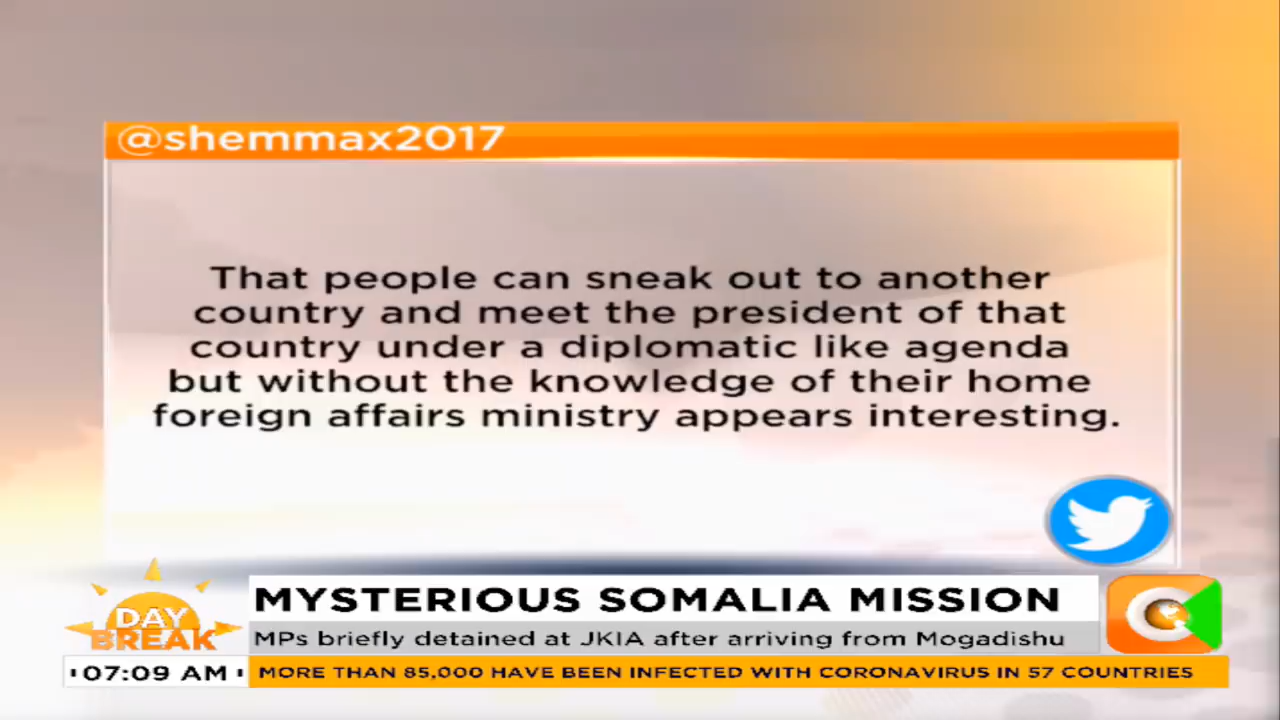 @shemmax2017
That people can sneak out to another
country and meet the president of that
country under a diplomatic like agenda
but without the knowledge of their home
foreign affairs ministry appears interesting.
DAY
BREAK
MYSTERIOUS SOMALIA MISSION
MPs briefly detained at JKIA after arriving from Mogadishu
07:09 AM
MORE THAN 85,000 HAVE BEEN INFECTED WITH CORONAVIRUS IN 57 COUNTRIES